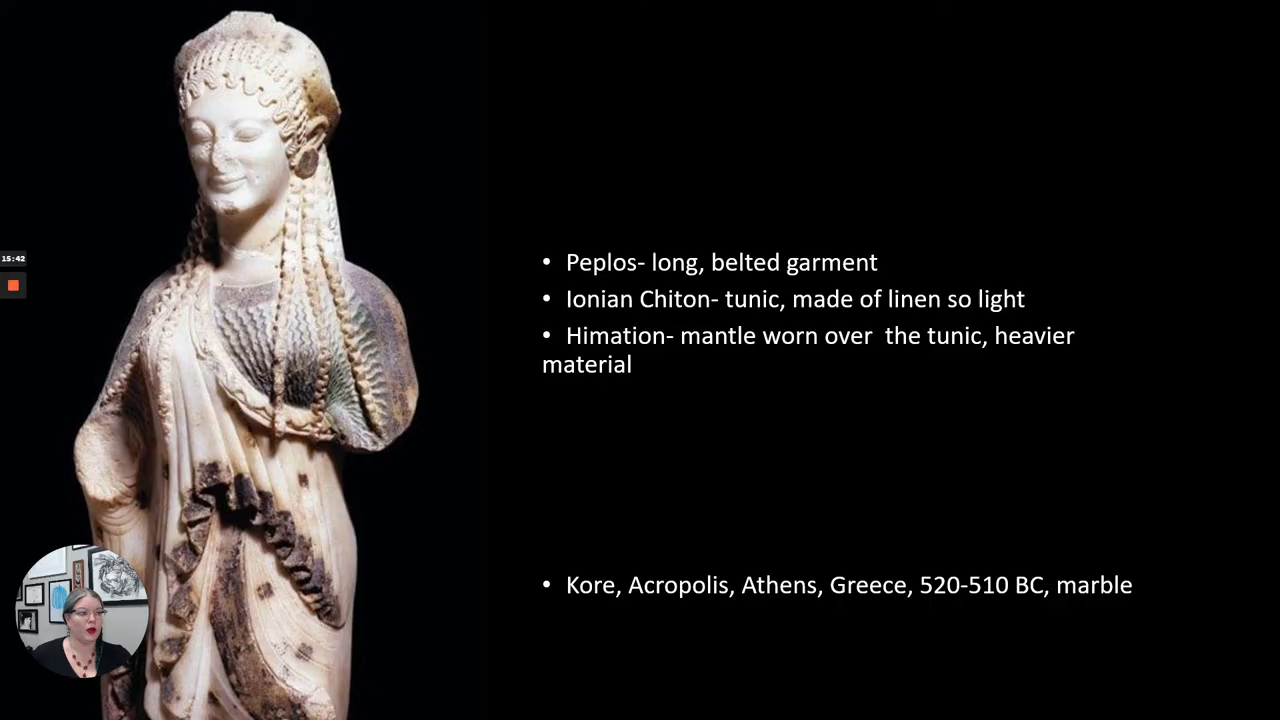 15:42
• Peplos- long, belted garment
• Ionian Chiton- tunic, made of linen so light
• Himation- mantle worn over  the tunic, heavier
material
• Kore, Acropolis, Athens, Greece, 520-510 BC, marble